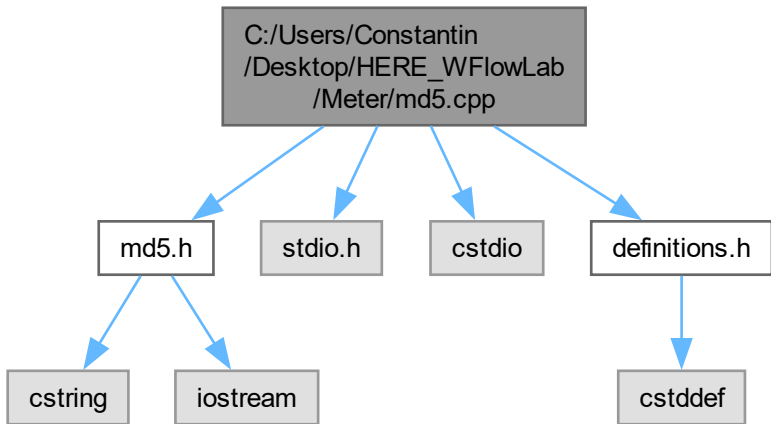 C:/Users/Constantin
/Desktop/HERE_WFlowLab
/Meter/md5.cpp
md5.h
stdio.h
cstdio
definitions.h
cstring
iostream
cstddef